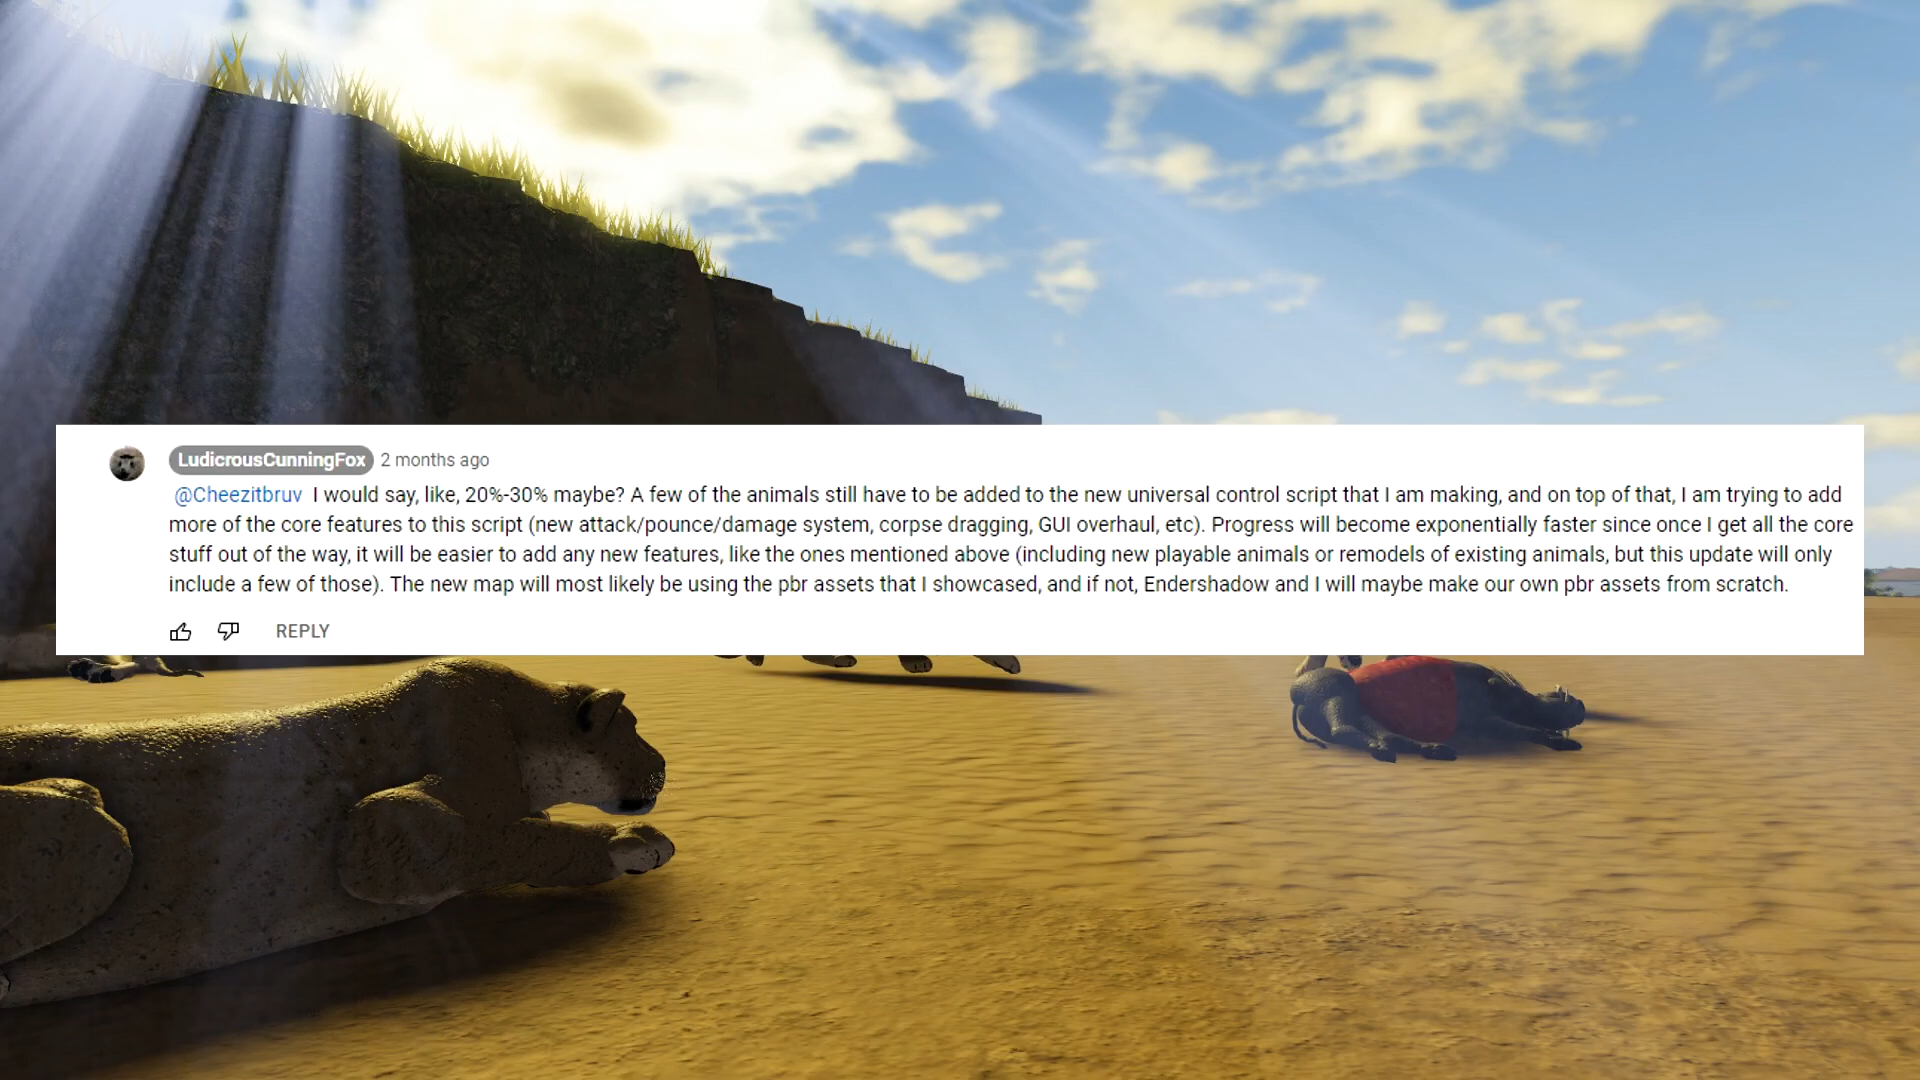 LudicrousCunningFox 2 months ago
@Cheezitbruv I would say, like, 20%-30% maybe? A few of the animals still have to be added to the new universal control script that I am making, and on top of that, I am trying to add
more of the core features to this script (new attack/pounce/damage system, corpse dragging, GUI overhaul, etc). Progress will become exponentially faster since once I get all the core
stuff out of the way, it will be easier to add any new features, like the ones mentioned above (including new playable animals or remodels of existing animals, but this update will only
include a few of those). The new map will most likely be using the pbr assets that I showcased, and if not, Endershadow and I will maybe make our own pbr assets from scratch.
REPLY